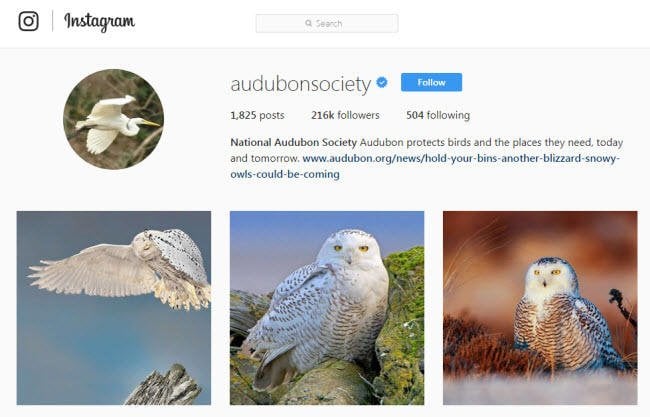 Instagram
Search
audubonsociety
Follow
1,825 posts 216k followers 504 following
National Audubon Society Audubon protects birds and the places they need, today
and tomorrow. www.audubon.org/news/hold-your-bins-another-blizzard-snowy-
owls-could-be-coming